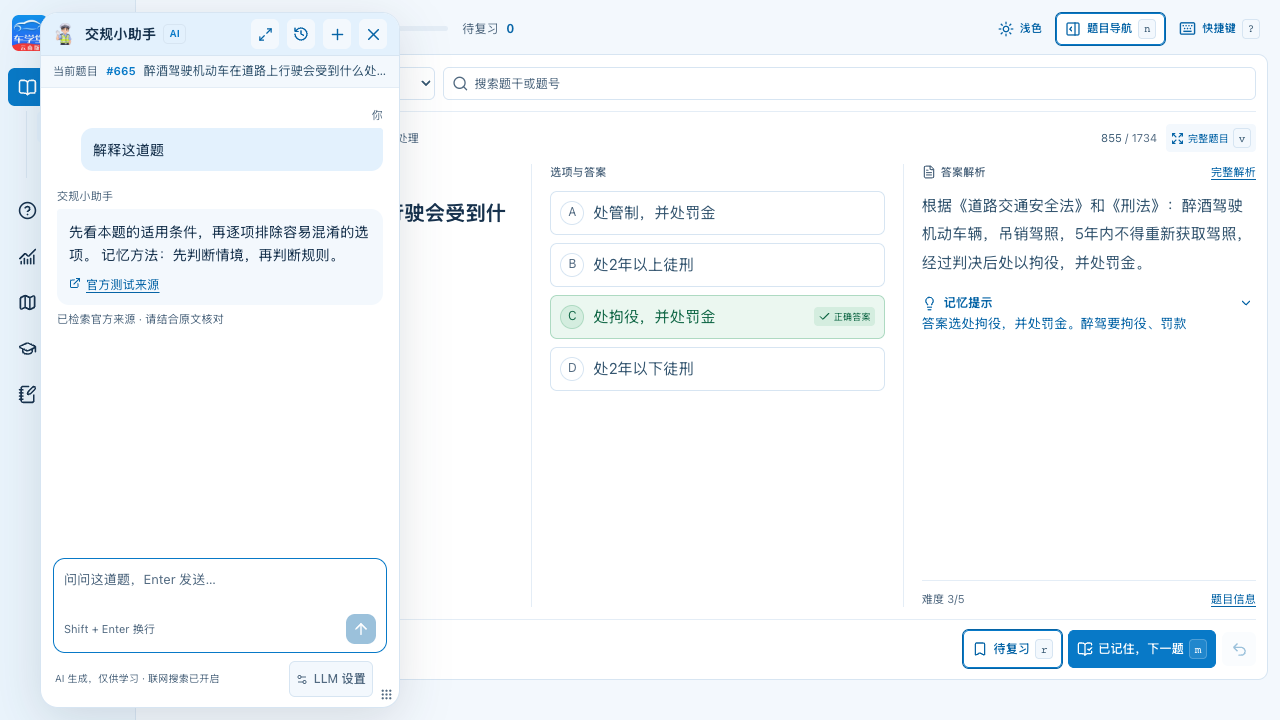 车学堂
交规小助手 AI
当前题目 #665 醉酒驾驶机动车在道路上行驶会受到什么处...
你
解释这道题
交规小助手
先看本题的适用条件，再逐项排除容易混淆的选
项。 记忆方法：先判断情境，再判断规则。
官方测试来源
已检索官方来源 · 请结合原文核对
问问这道题，Enter 发送...
Shift + Enter 换行
AI 生成，仅供学习 · 联网搜索已开启
LLM 设置
待复习 0
浅色
题目导航 n
快捷键 ?
搜索题干或题号
处理
855 / 1734
完整题目 v
行驶会受到什
选项与答案
A 处管制，并处罚金
B 处2年以上徒刑
C 处拘役，并处罚金 正确答案
D 处2年以下徒刑
答案解析
完整解析
根据《道路交通安全法》和《刑法》：醉酒驾驶
机动车辆，吊销驾照，5年内不得重新获取驾照，
经过判决后处以拘役，并处罚金。
记忆提示
答案选处拘役，并处罚金。醉驾要拘役、罚款
难度 3/5
题目信息
待复习 r
已记住，下一题 m